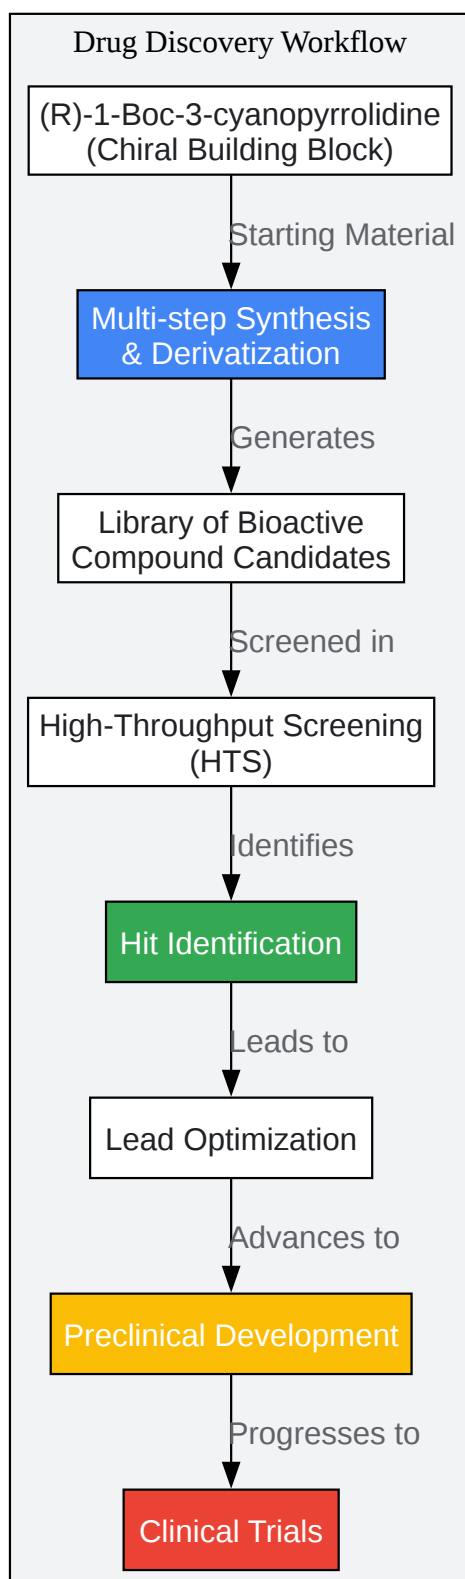 Drug Discovery Workflow
(R)-1-Boc-3-cyanopyrrolidine
(Chiral Building Block)
Starting Material
Multi-step Synthesis
& Derivatization
Generates
Library of Bioactive
Compound Candidates
Screened in
High-Throughput Screening
(HTS)
Identifies
Hit Identification
Leads to
Lead Optimization
Advances to
Preclinical Development
Progresses to
Clinical Trials